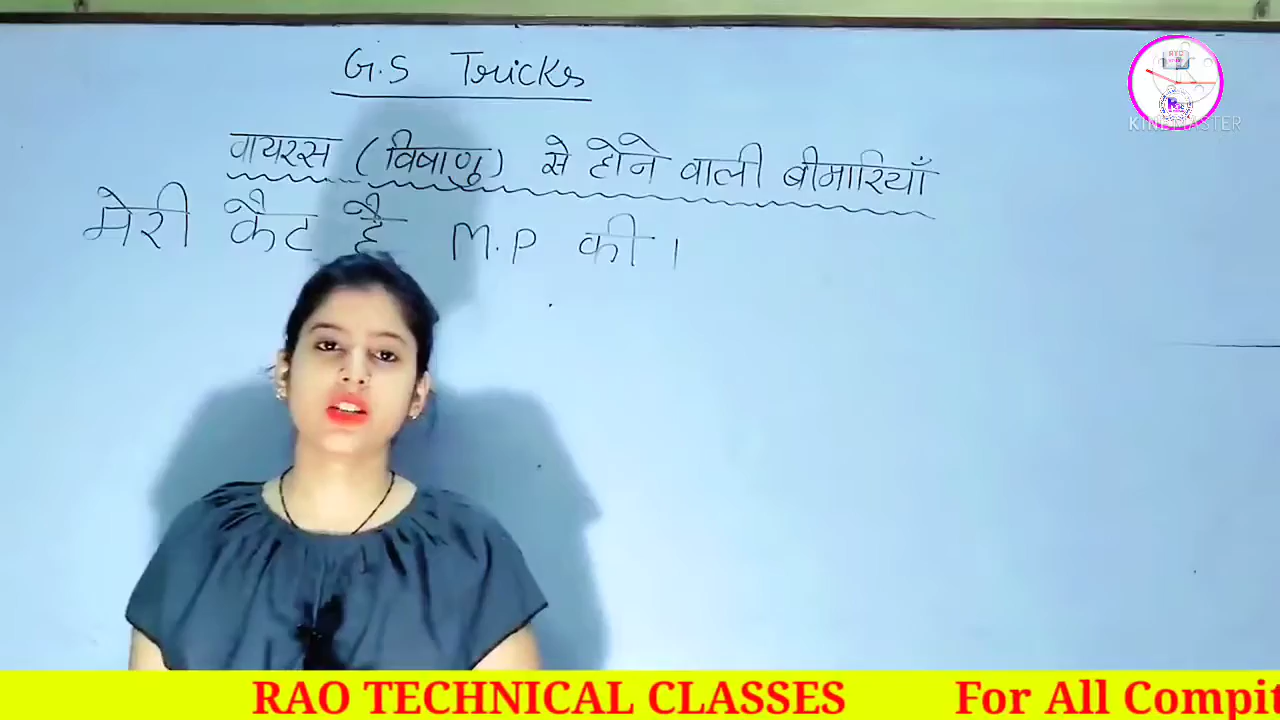 G.S Tricks
वायरस (विषाणु) से होने वाली बीमारियाँ
मेरी कैट है M.P की।
KINEMASTER
RAO TECHNICAL CLASSES For All Compit